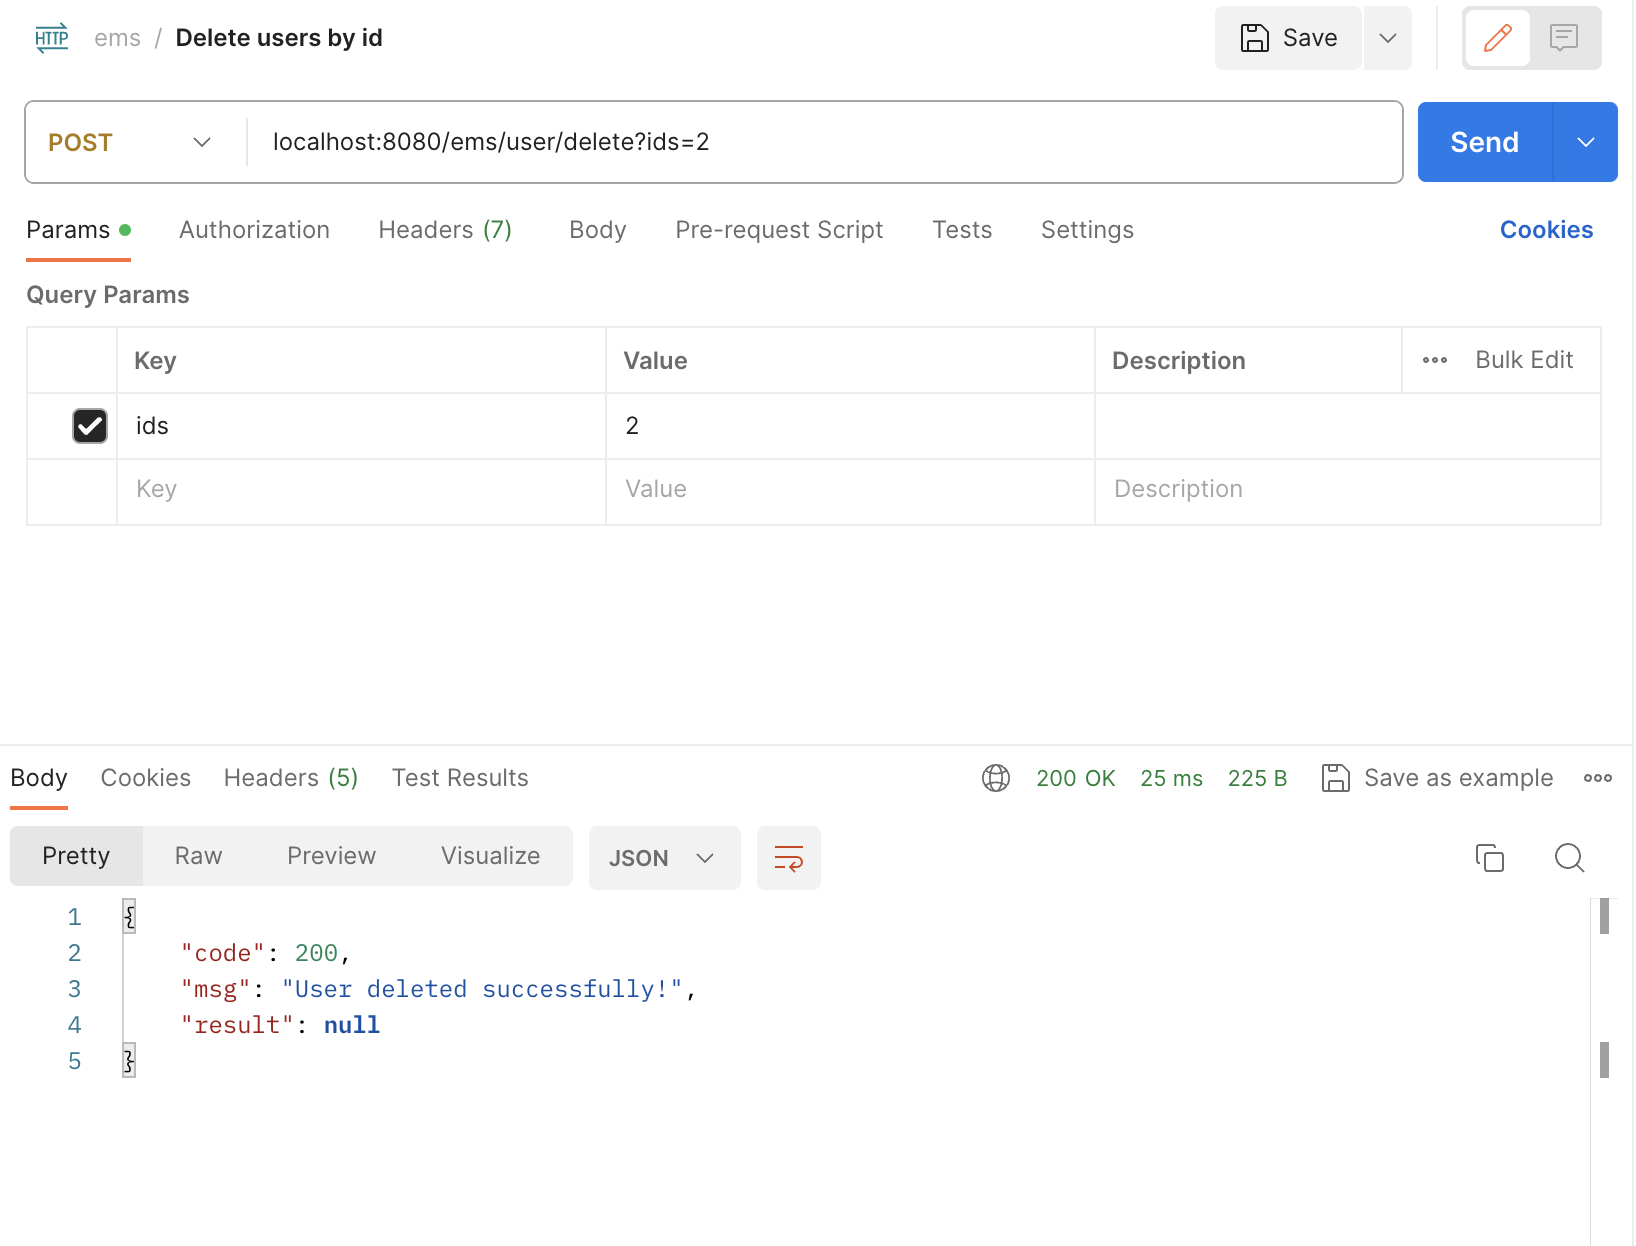 HTTP ems / Delete users by id Save
POST localhost:8080/ems/user/delete?ids=2 Send
Params Authorization Headers (7) Body Pre-request Script Tests Settings Cookies
Query Params
Key Value Description Bulk Edit
ids 2
Key Value Description
Body Cookies Headers (5) Test Results 200 OK 25 ms 225 B Save as example
Pretty Raw Preview Visualize JSON
1 {
2 "code": 200,
3 "msg": "User deleted successfully!",
4 "result": null
5 }